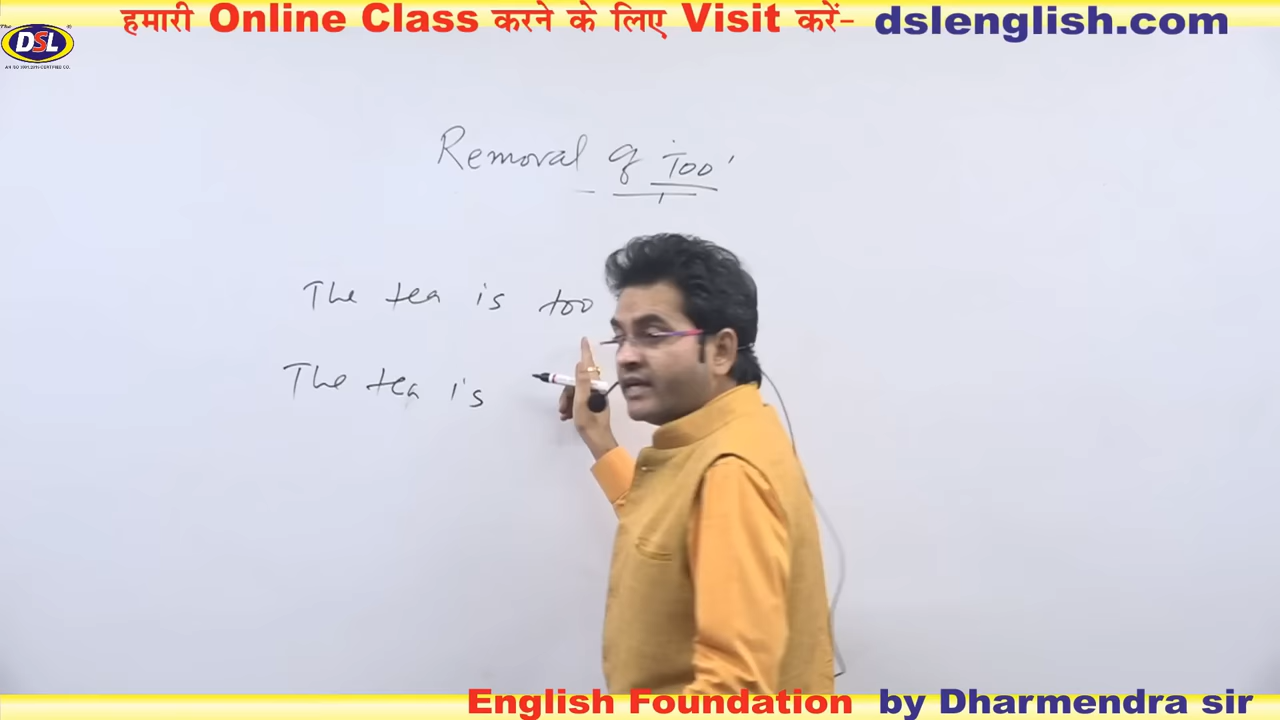 हमारी Online Class करने के लिए Visit करें- dslenglish.com
The ®
DSL
AN ISO 9001:2015 CERTIFIED CO.
Removal of 'Too'
The tea is too
The tea is
English Foundation by Dharmendra sir